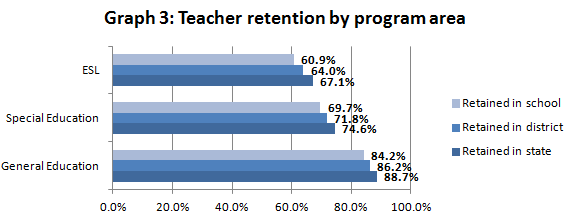 Graph 3: Teacher retention by program area
ESL
60.9%
64.0%
67.1%
Special Education
69.7%
71.8%
74.6%
General Education
84.2%
86.2%
88.7%
0.0% 20.0% 40.0% 60.0% 80.0% 100.0%
Retained in school
Retained in district
Retained in state